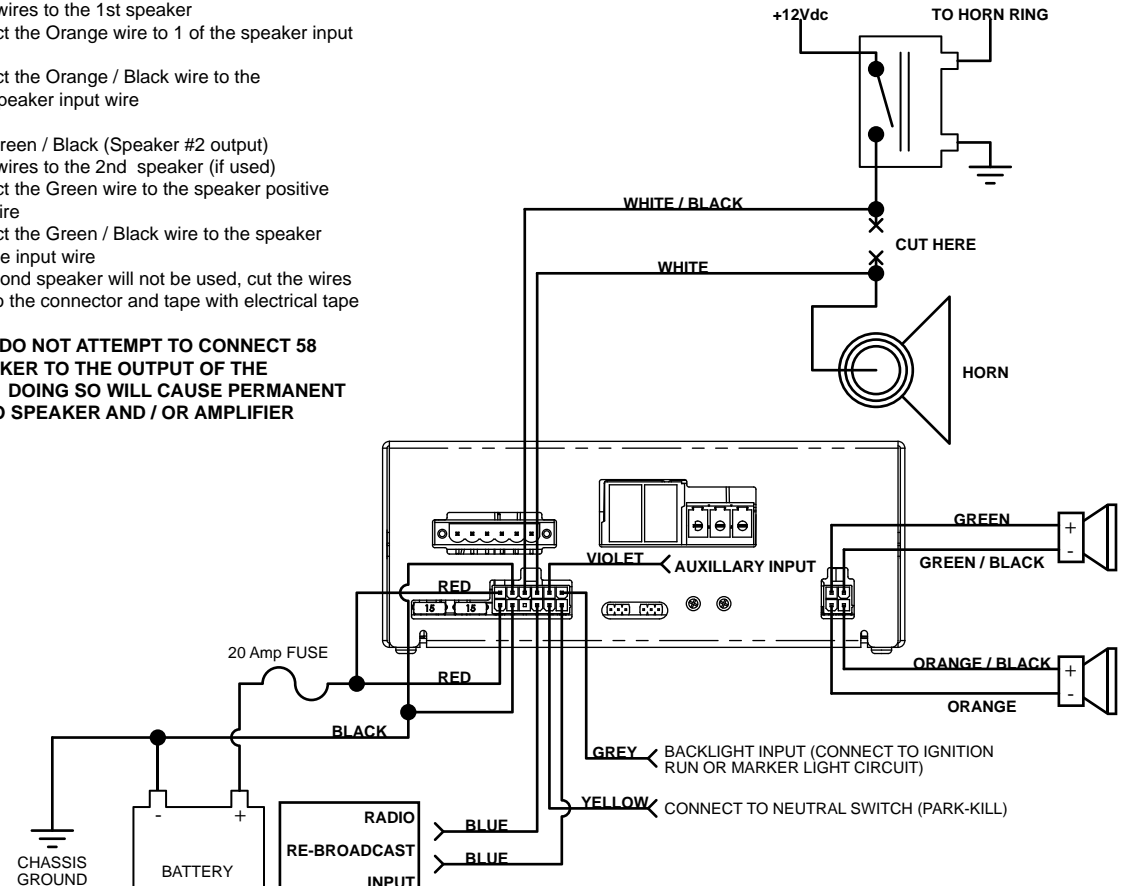 wires to the 1st speaker
ct the Orange wire to 1 of the speaker input
ct the Orange / Black wire to the
peaker input wire
reen / Black (Speaker #2 output)
wires to the 2nd speaker (if used)
ct the Green wire to the speaker positive
ire
ct the Green / Black wire to the speaker
e input wire
ond speaker will not be used, cut the wires
o the connector and tape with electrical tape
DO NOT ATTEMPT TO CONNECT 58
KER TO THE OUTPUT OF THE
DOING SO WILL CAUSE PERMANENT
O SPEAKER AND / OR AMPLIFIER
+12Vdc
TO HORN RING
WHITE / BLACK
CUT HERE
WHITE
HORN
GREEN
+
-
GREEN / BLACK
VIOLET
AUXILLARY INPUT
RED
15
15
20 Amp FUSE
RED
ORANGE / BLACK
+
-
ORANGE
BLACK
GREY
BACKLIGHT INPUT (CONNECT TO IGNITION
RUN OR MARKER LIGHT CIRCUIT)
YELLOW
CONNECT TO NEUTRAL SWITCH (PARK-KILL)
-
+
RADIO
RE-BROADCAST
INPUT
BLUE
BLUE
CHASSIS
GROUND
BATTERY